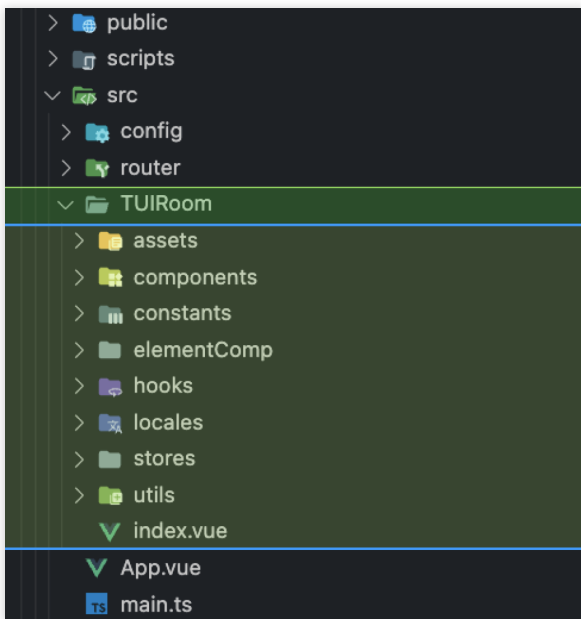 public
scripts
src
config
router
TUIRoom
assets
components
constants
elementComp
hooks
locales
stores
utils
index.vue
App.vue
TS main.ts